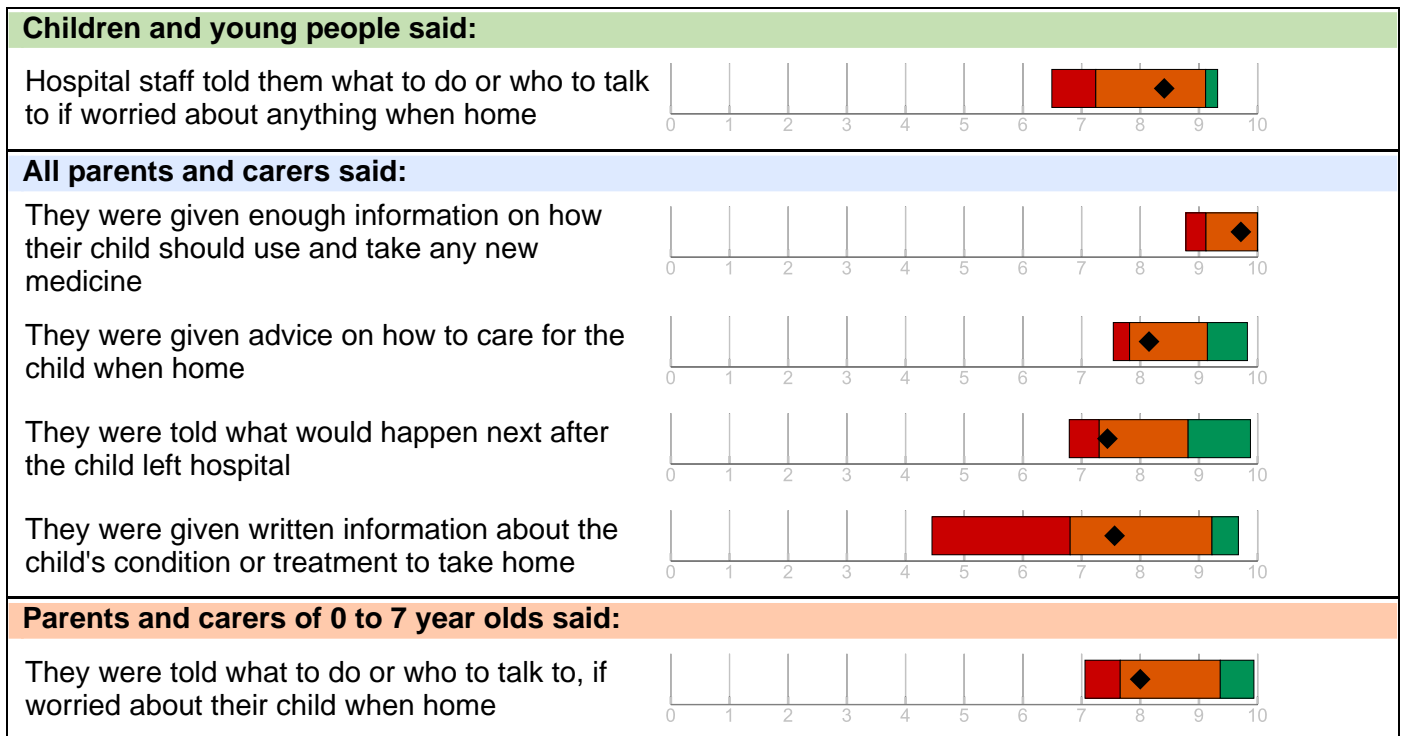 Children and young people said:
Hospital staff told them what to do or who to talk
to if worried about anything when home
0 1 2 3 4 5 6 7 8 9 10
All parents and carers said:
They were given enough information on how
their child should use and take any new
medicine
0 1 2 3 4 5 6 7 8 9 10
They were given advice on how to care for the
child when home
0 1 2 3 4 5 6 7 8 9 10
They were told what would happen next after
the child left hospital
0 1 2 3 4 5 6 7 8 9 10
They were given written information about the
child's condition or treatment to take home
0 1 2 3 4 5 6 7 8 9 10
Parents and carers of 0 to 7 year olds said:
They were told what to do or who to talk to, if
worried about their child when home
0 1 2 3 4 5 6 7 8 9 10